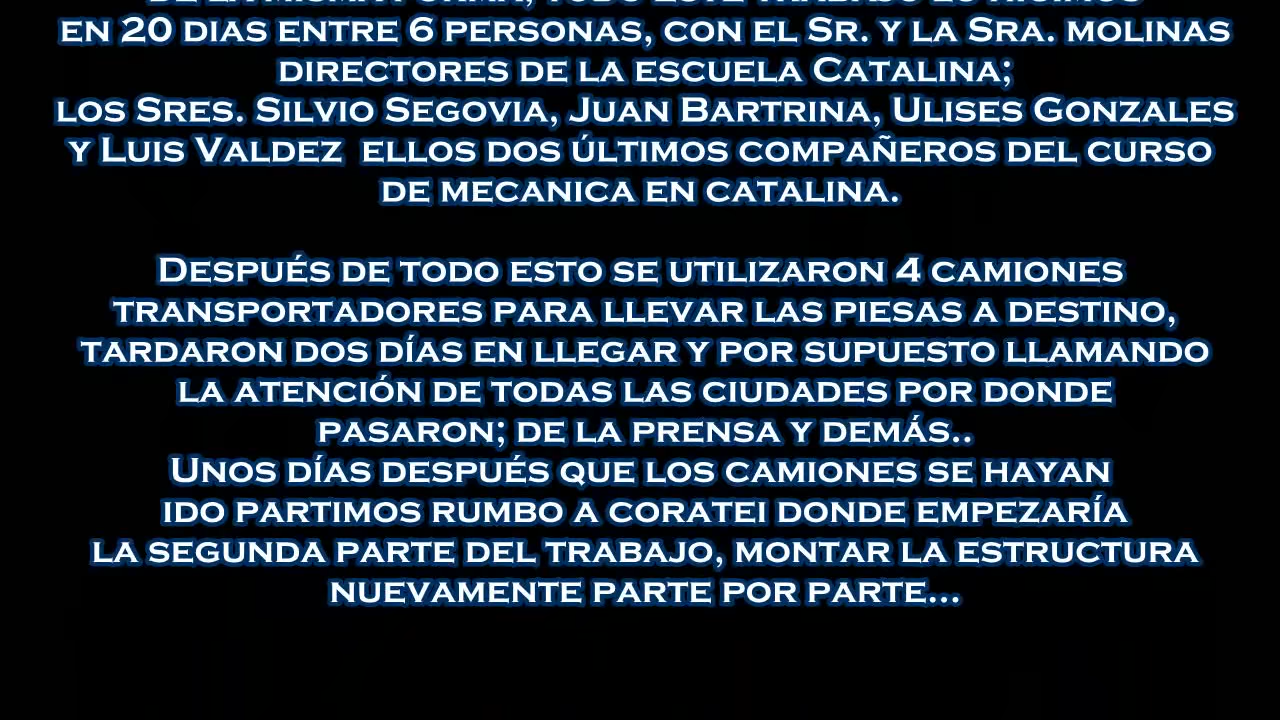 EN 20 DIAS ENTRE 6 PERSONAS, CON EL SR. Y LA SRA. MOLINAS
DIRECTORES DE LA ESCUELA CATALINA;
LOS SRES. SILVIO SEGOVIA, JUAN BARTRINA, ULISES GONZALES
Y LUIS VALDEZ ELLOS DOS ÚLTIMOS COMPAÑEROS DEL CURSO
DE MECANICA EN CATALINA.
DESPUÉS DE TODO ESTO SE UTILIZARON 4 CAMIONES
TRANSPORTADORES PARA LLEVAR LAS PIESAS A DESTINO,
TARDARON DOS DÍAS EN LLEGAR Y POR SUPUESTO LLAMANDO
LA ATENCIÓN DE TODAS LAS CIUDADES POR DONDE
PASARON; DE LA PRENSA Y DEMÁS..
UNOS DÍAS DESPUÉS QUE LOS CAMIONES SE HAYAN
IDO PARTIMOS RUMBO A CORATEI DONDE EMPEZARÍA
LA SEGUNDA PARTE DEL TRABAJO, MONTAR LA ESTRUCTURA
NUEVAMENTE PARTE POR PARTE...